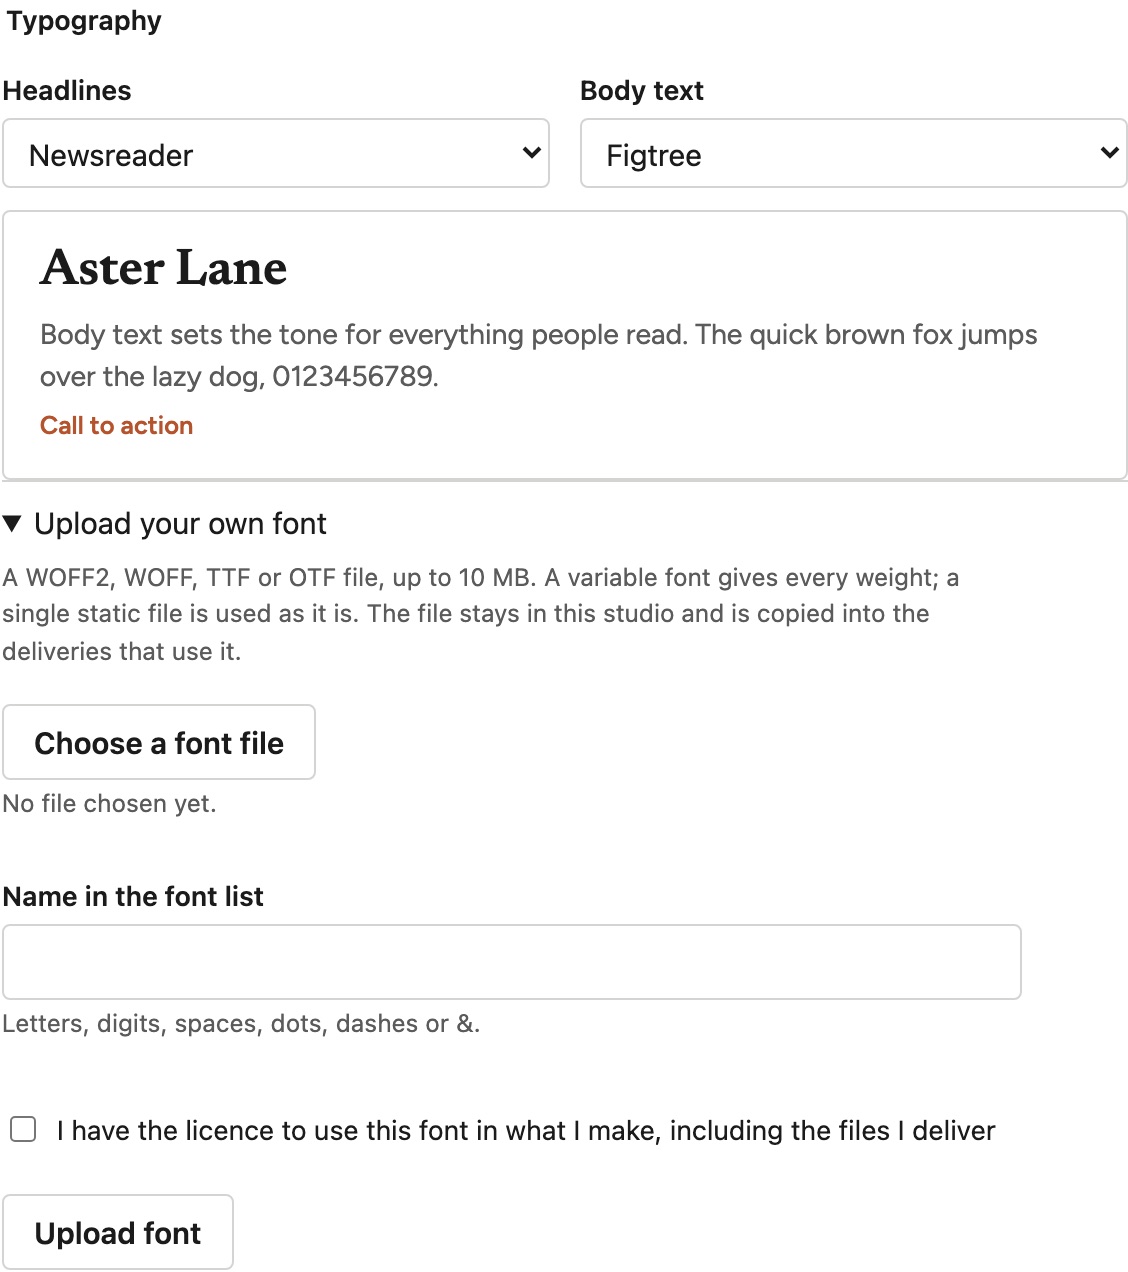 Typography
Headlines
Body text
Newsreader
Figtree
Aster Lane
Body text sets the tone for everything people read. The quick brown fox jumps
over the lazy dog, 0123456789.
Call to action
Upload your own font
A WOFF2, WOFF, TTF or OTF file, up to 10 MB. A variable font gives every weight; a
single static file is used as it is. The file stays in this studio and is copied into the
deliveries that use it.
Choose a font file
No file chosen yet.
Name in the font list
Letters, digits, spaces, dots, dashes or &.
I have the licence to use this font in what I make, including the files I deliver
Upload font